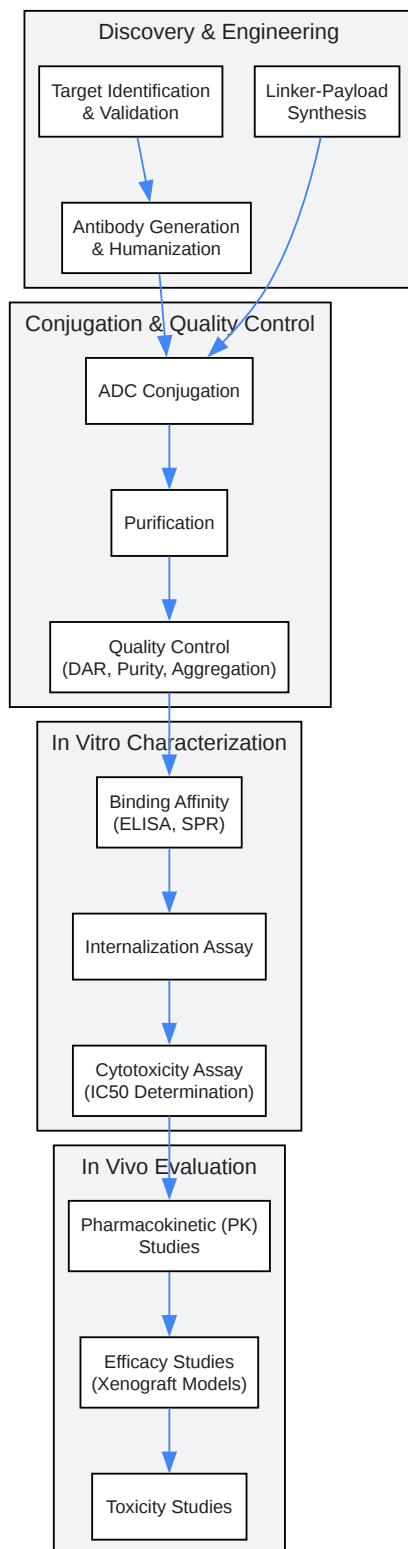 Discovery & Engineering
Target Identification
& Validation
Linker-Payload
Synthesis
Antibody Generation
& Humanization
Conjugation & Quality Control
ADC Conjugation
Purification
Quality Control
(DAR, Purity, Aggregation)
In Vitro Characterization
Binding Affinity
(ELISA, SPR)
Internalization Assay
Cytotoxicity Assay
(IC50 Determination)
In Vivo Evaluation
Pharmacokinetic (PK)
Studies
Efficacy Studies
(Xenograft Models)
Toxicity Studies